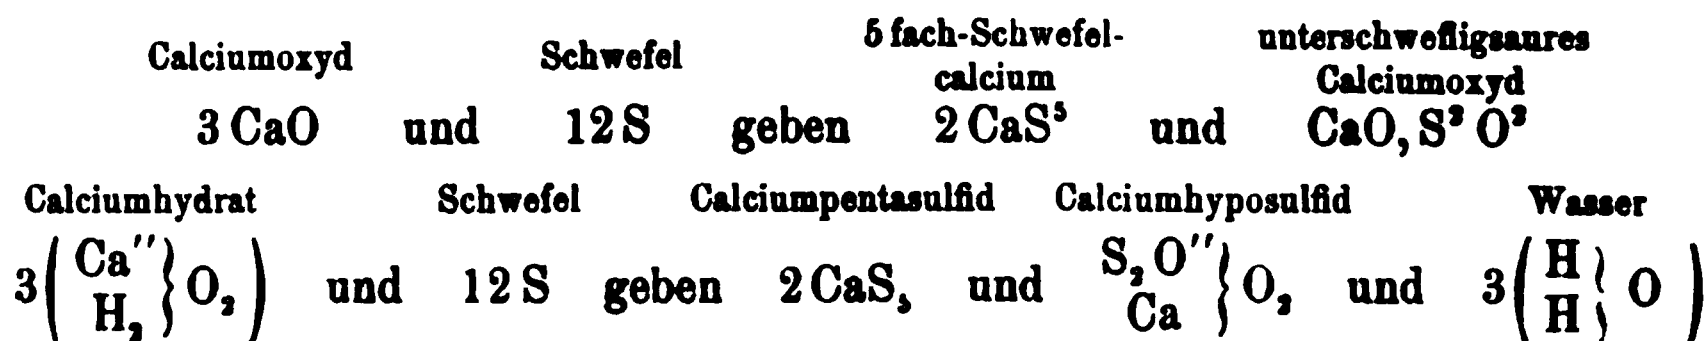 Calciumoxyd Schwefel 5 fach-Schwefel-calcium unterschwefligsaures Calciumoxyd
3 CaO und 12 S geben 2 CaS⁵ und CaO, S² O²
Calciumhydrat Schwefel Calciumpentasulfid Calciumhyposulfid Wasser
3 ( Ca″ H₂ } O₂ ) und 12 S geben 2 CaS₅ und S₂ O″ Ca } O₂ und 3 ( H H } O )